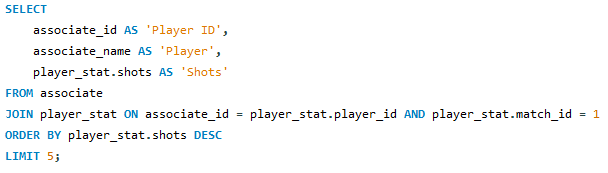 SELECT
    associate_id AS 'Player ID',
    associate_name AS 'Player',
    player_stat.shots AS 'Shots'
FROM associate
JOIN player_stat ON associate_id = player_stat.player_id AND player_stat.match_id = 1
ORDER BY player_stat.shots DESC
LIMIT 5;